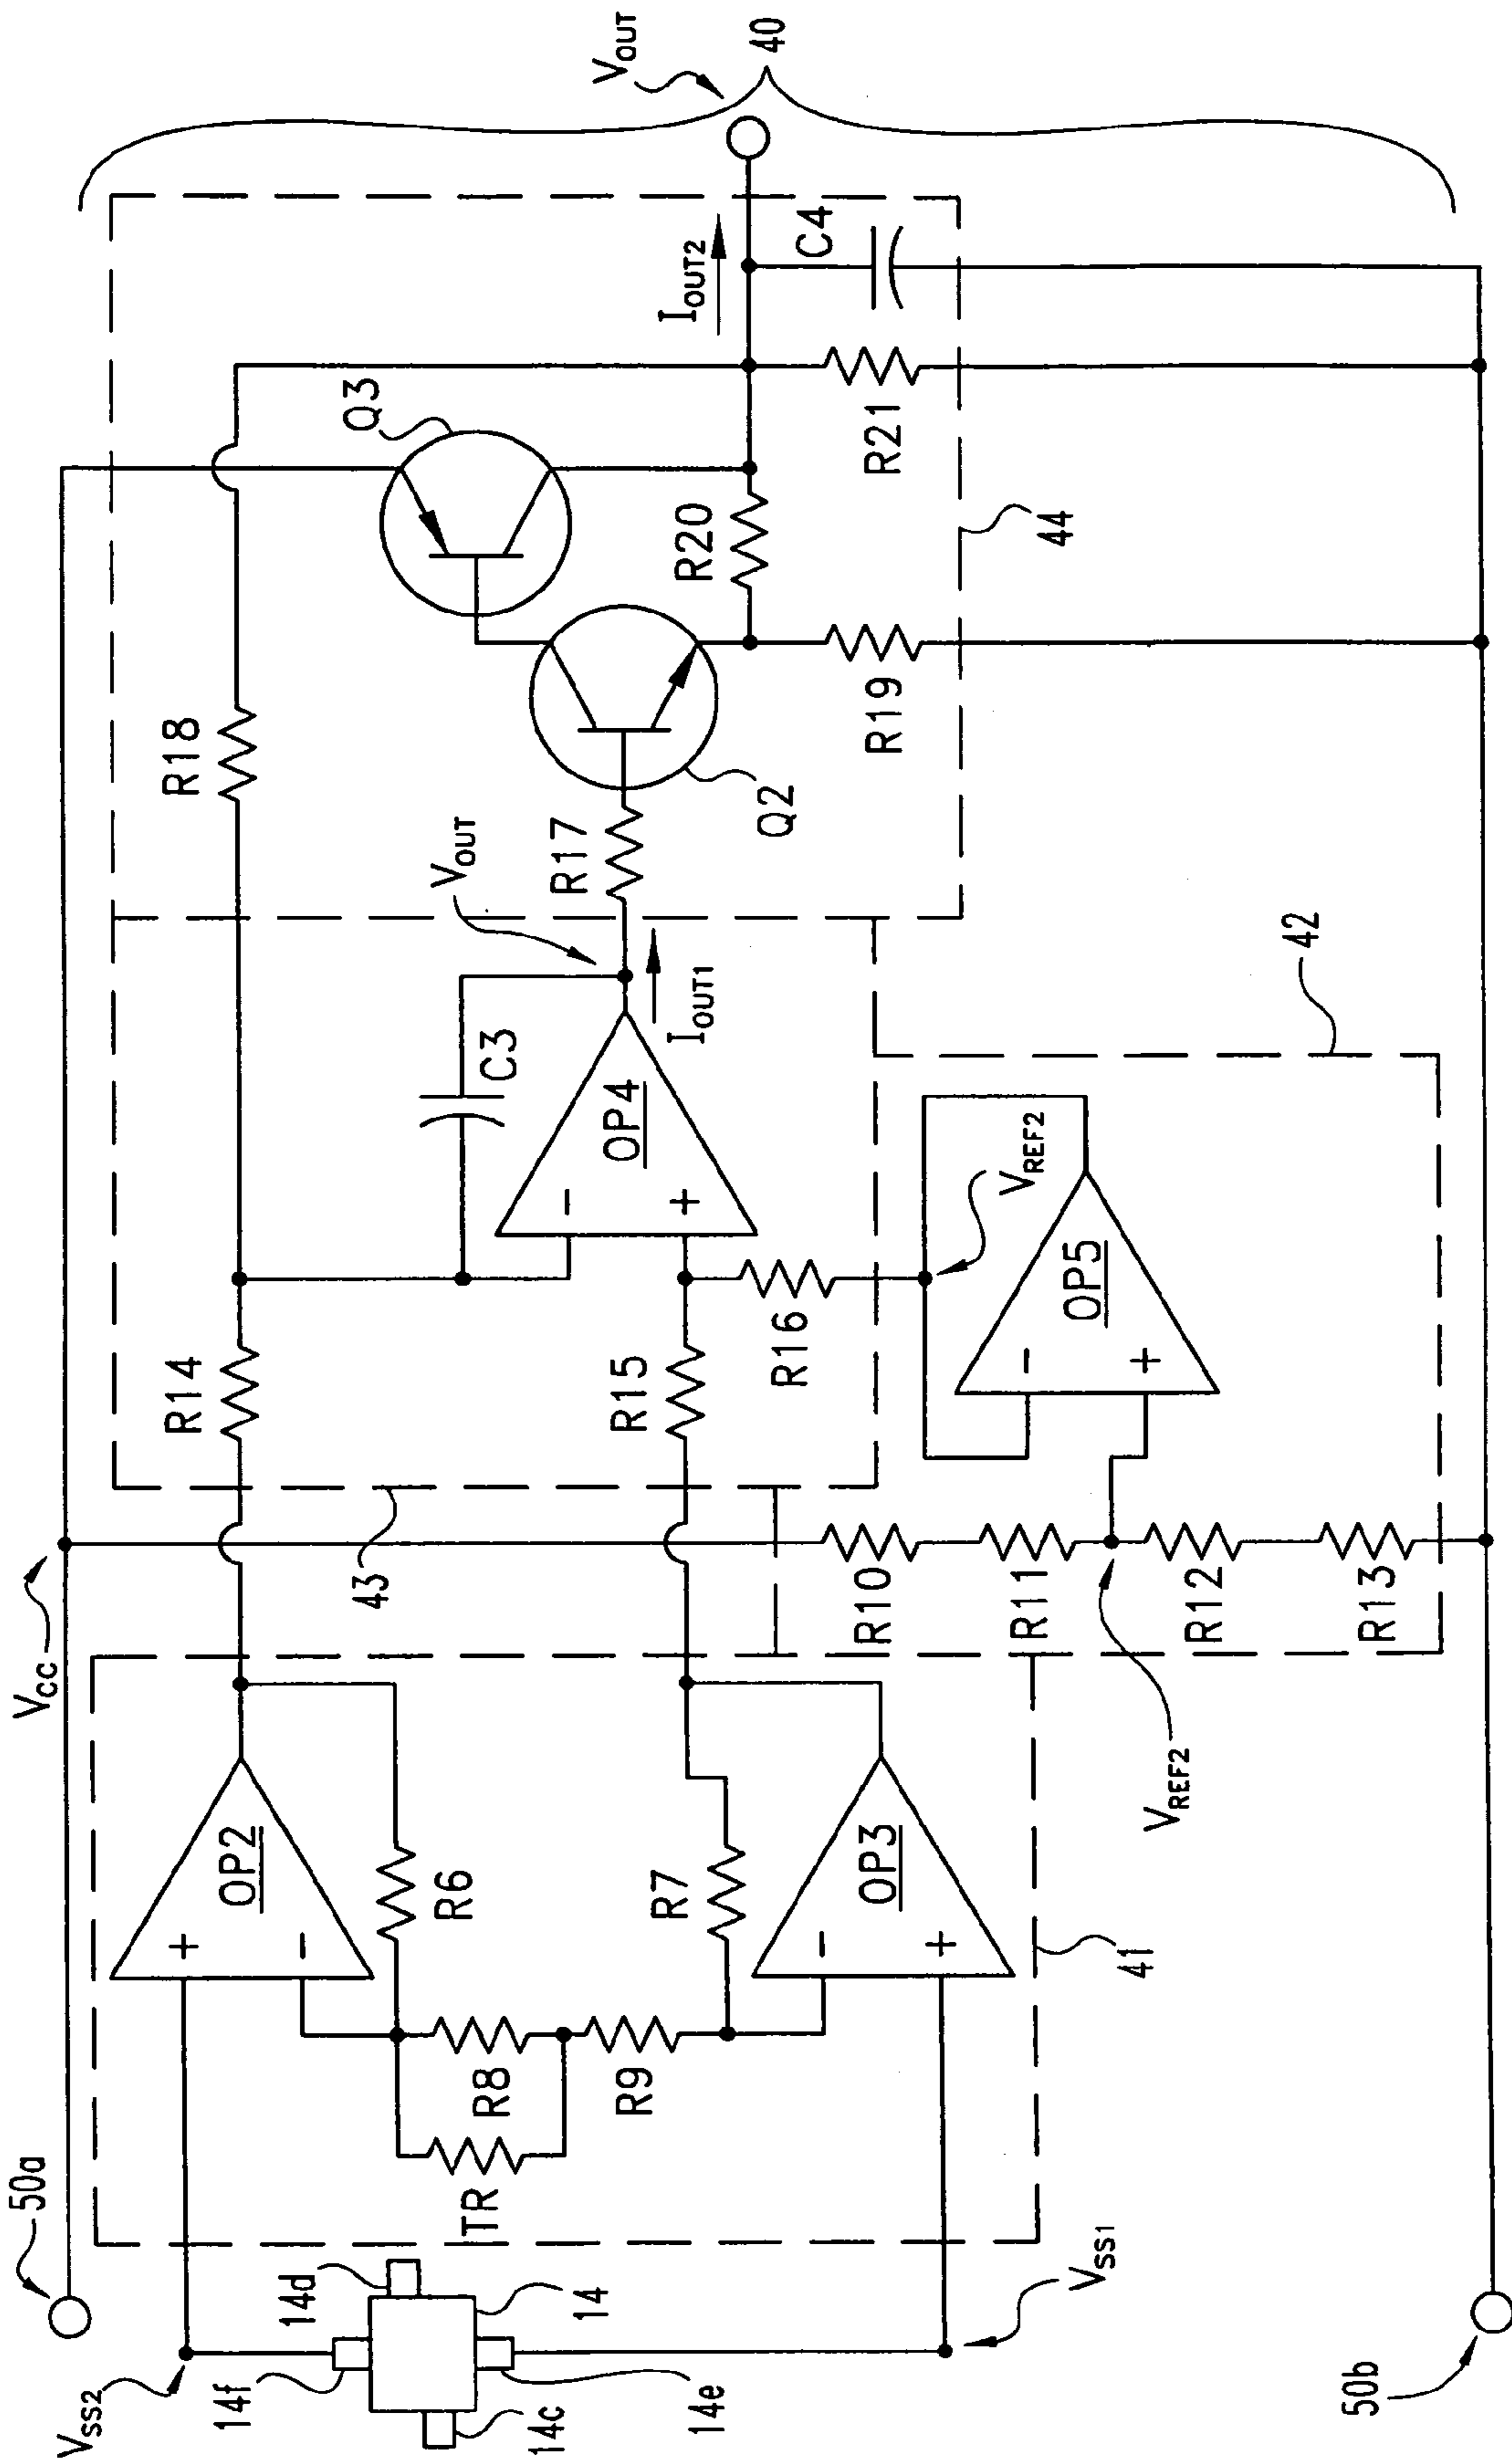 50a
V_CC
V_SS2
14f
14d
14
14c
14e
V_SS1
50b
OP2
+
-
R6
TR
R8
R9
R7
-
OP3
+
41
43
R14
R15
R16
C3
-
OP4
+
V_OUT
I_OUT1
R10
R11
R12
R13
V_REF2
V_REF2
-
OP5
+
42
R18
R17
Q2
Q3
R20
R19
R21
44
C4
I_OUT2
V_OUT
40